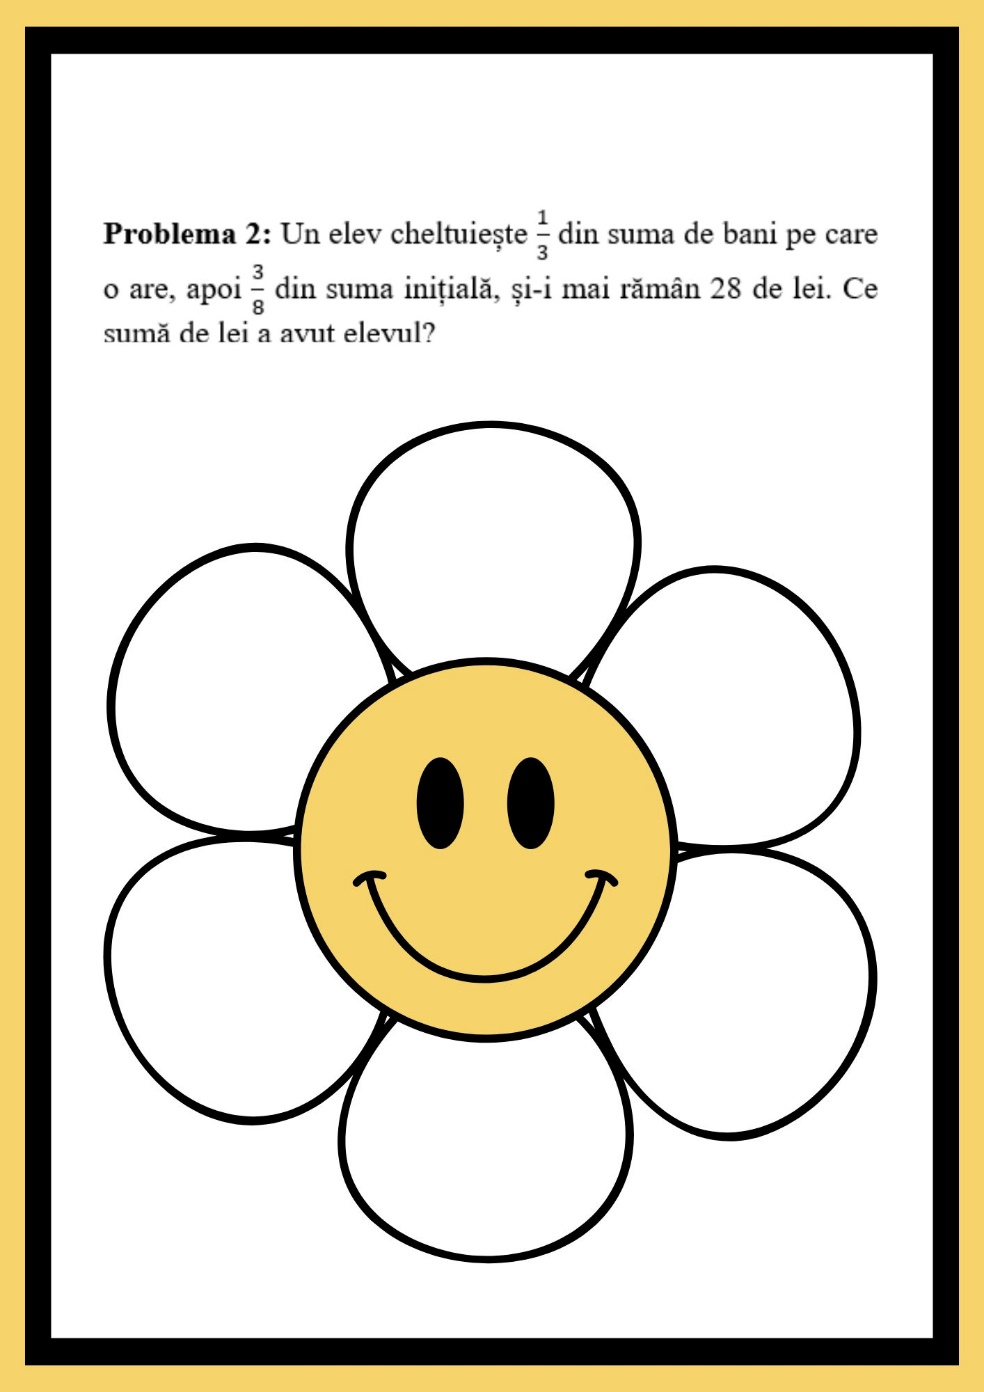 Problema 2: Un elev cheltuiește 1/3 din suma de bani pe care
o are, apoi 3/8 din suma inițială, și-i mai rămân 28 de lei. Ce
sumă de lei a avut elevul?